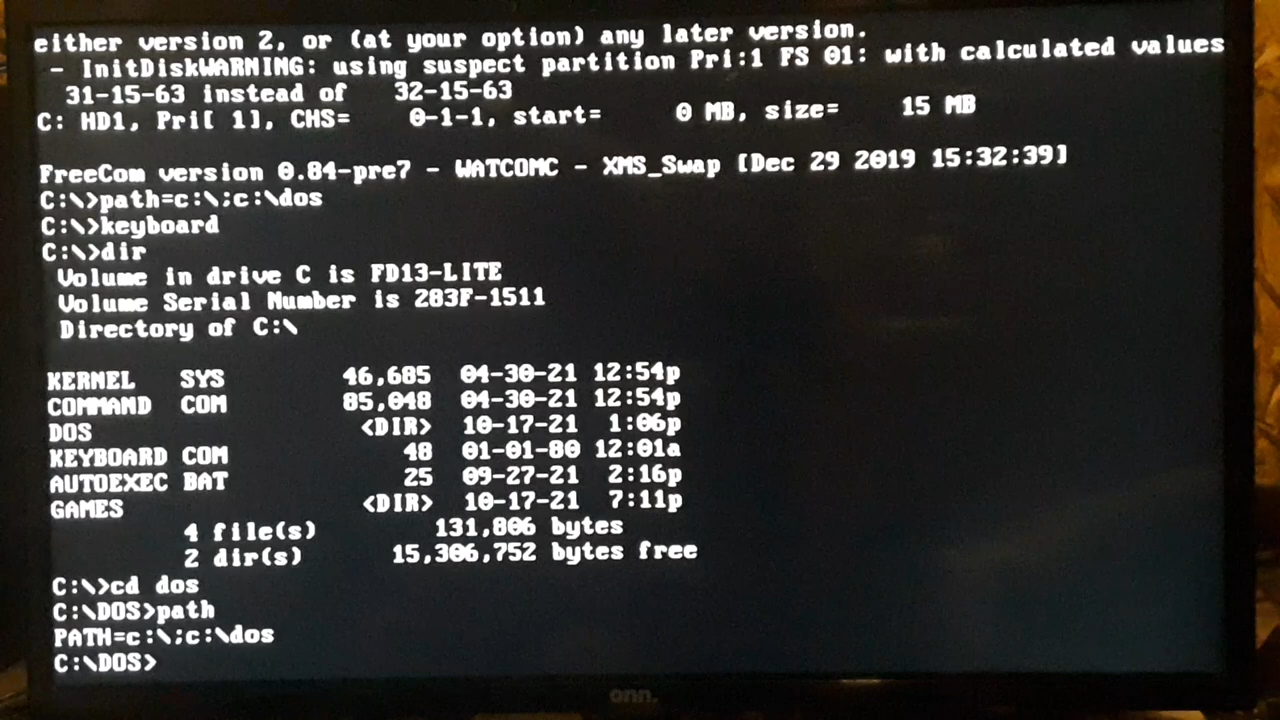 either version 2, or (at your option) any later version.
- InitDiskWARNING: using suspect partition Pri:1 FS 01: with calculated values
31-15-63 instead of 32-15-63
C: HD1, Pri[ 1], CHS= 0-1-1, start= 0 MB, size= 15 MB
FreeCom version 0.84-pre7 - WATCOMC - XMS_Swap [Dec 29 2019 15:32:39]
C:\>path=c:\;c:\dos
C:\>keyboard
C:\>dir
Volume in drive C is FD13-LITE
Volume Serial Number is 283F-1511
Directory of C:\
KERNEL SYS 46,685 04-30-21 12:54p
COMMAND COM 85,048 04-30-21 12:54p
DOS <DIR> 10-17-21 1:06p
KEYBOARD COM 48 01-01-80 12:01a
AUTOEXEC BAT 25 09-27-21 2:16p
GAMES <DIR> 10-17-21 7:11p
4 file(s) 131,806 bytes
2 dir(s) 15,306,752 bytes free
C:\>cd dos
C:\DOS>path
PATH=c:\;c:\dos
C:\DOS>
onn.